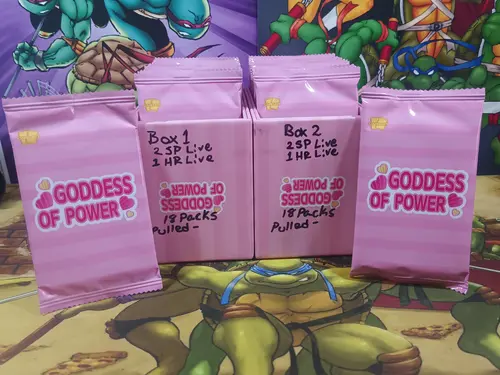 GODDESS
OF POWER
Box 1
2 SP Live
1 HR Live
GODDESS
OF POWER
18 Packs
Pulled -
Box 2
2 SP Live
1 HR Live
GODDESS
OF POWER
18 Packs
Pulled -
GODDESS
OF POWER